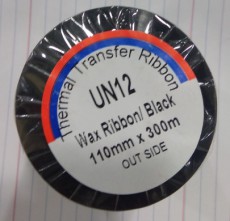 Thermal Transfer Ribbon
UN12
Wax Ribbon/ Black
110mm x 300m
OUT SIDE